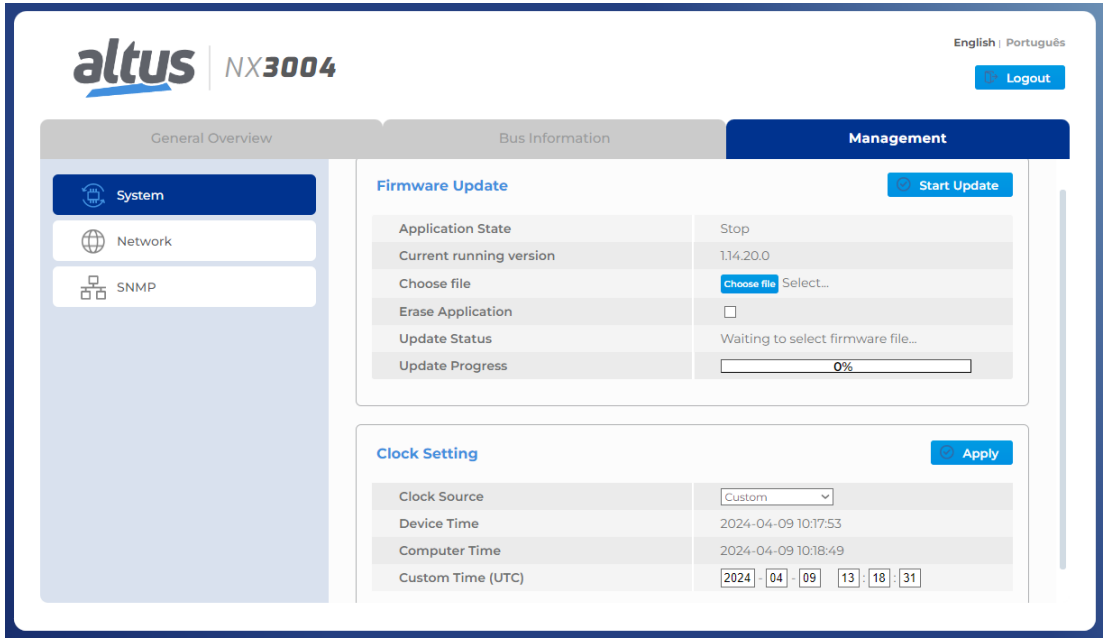 English | Português
altus | NX3004
Logout
General Overview Bus Information Management
System
Network
SNMP
Firmware Update Start Update
Application State Stop
Current running version 1.14.20.0
Choose file Choose file Select...
Erase Application
Update Status Waiting to select firmware file...
Update Progress 0%
Clock Setting Apply
Clock Source Custom
Device Time 2024-04-09 10:17:53
Computer Time 2024-04-09 10:18:49
Custom Time (UTC) 2024 - 04 - 09 13 : 18 : 31